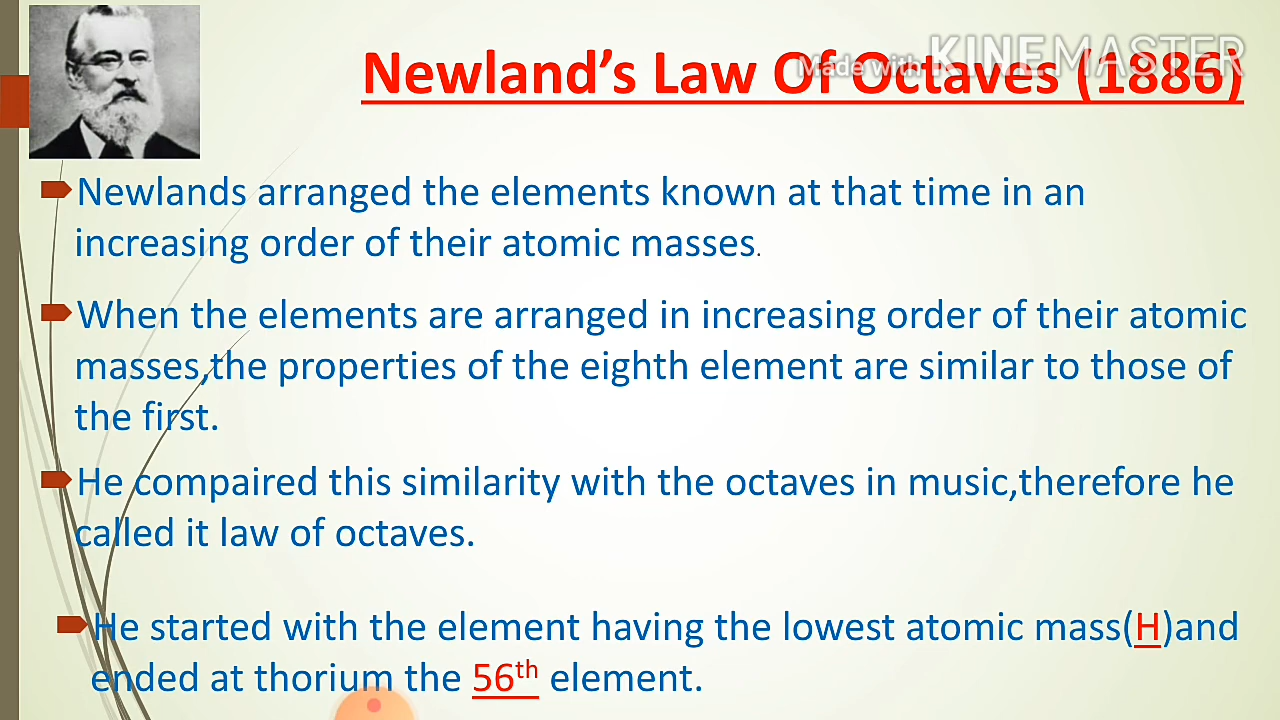 Made with KINEMASTER
Newland's Law Of Octaves (1886)
Newlands arranged the elements known at that time in an
increasing order of their atomic masses.
When the elements are arranged in increasing order of their atomic
masses,the properties of the eighth element are similar to those of
the first.
He compaired this similarity with the octaves in music,therefore he
called it law of octaves.
He started with the element having the lowest atomic mass(H)and
ended at thorium the 56th element.